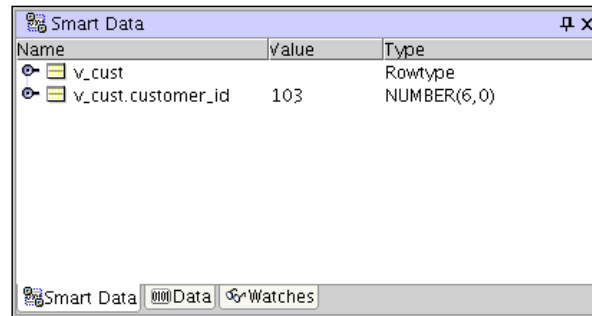 Smart Data
Name Value Type
v_cust Rowtype
v_cust.customer_id 103 NUMBER(6,0)
Smart Data Data Watches